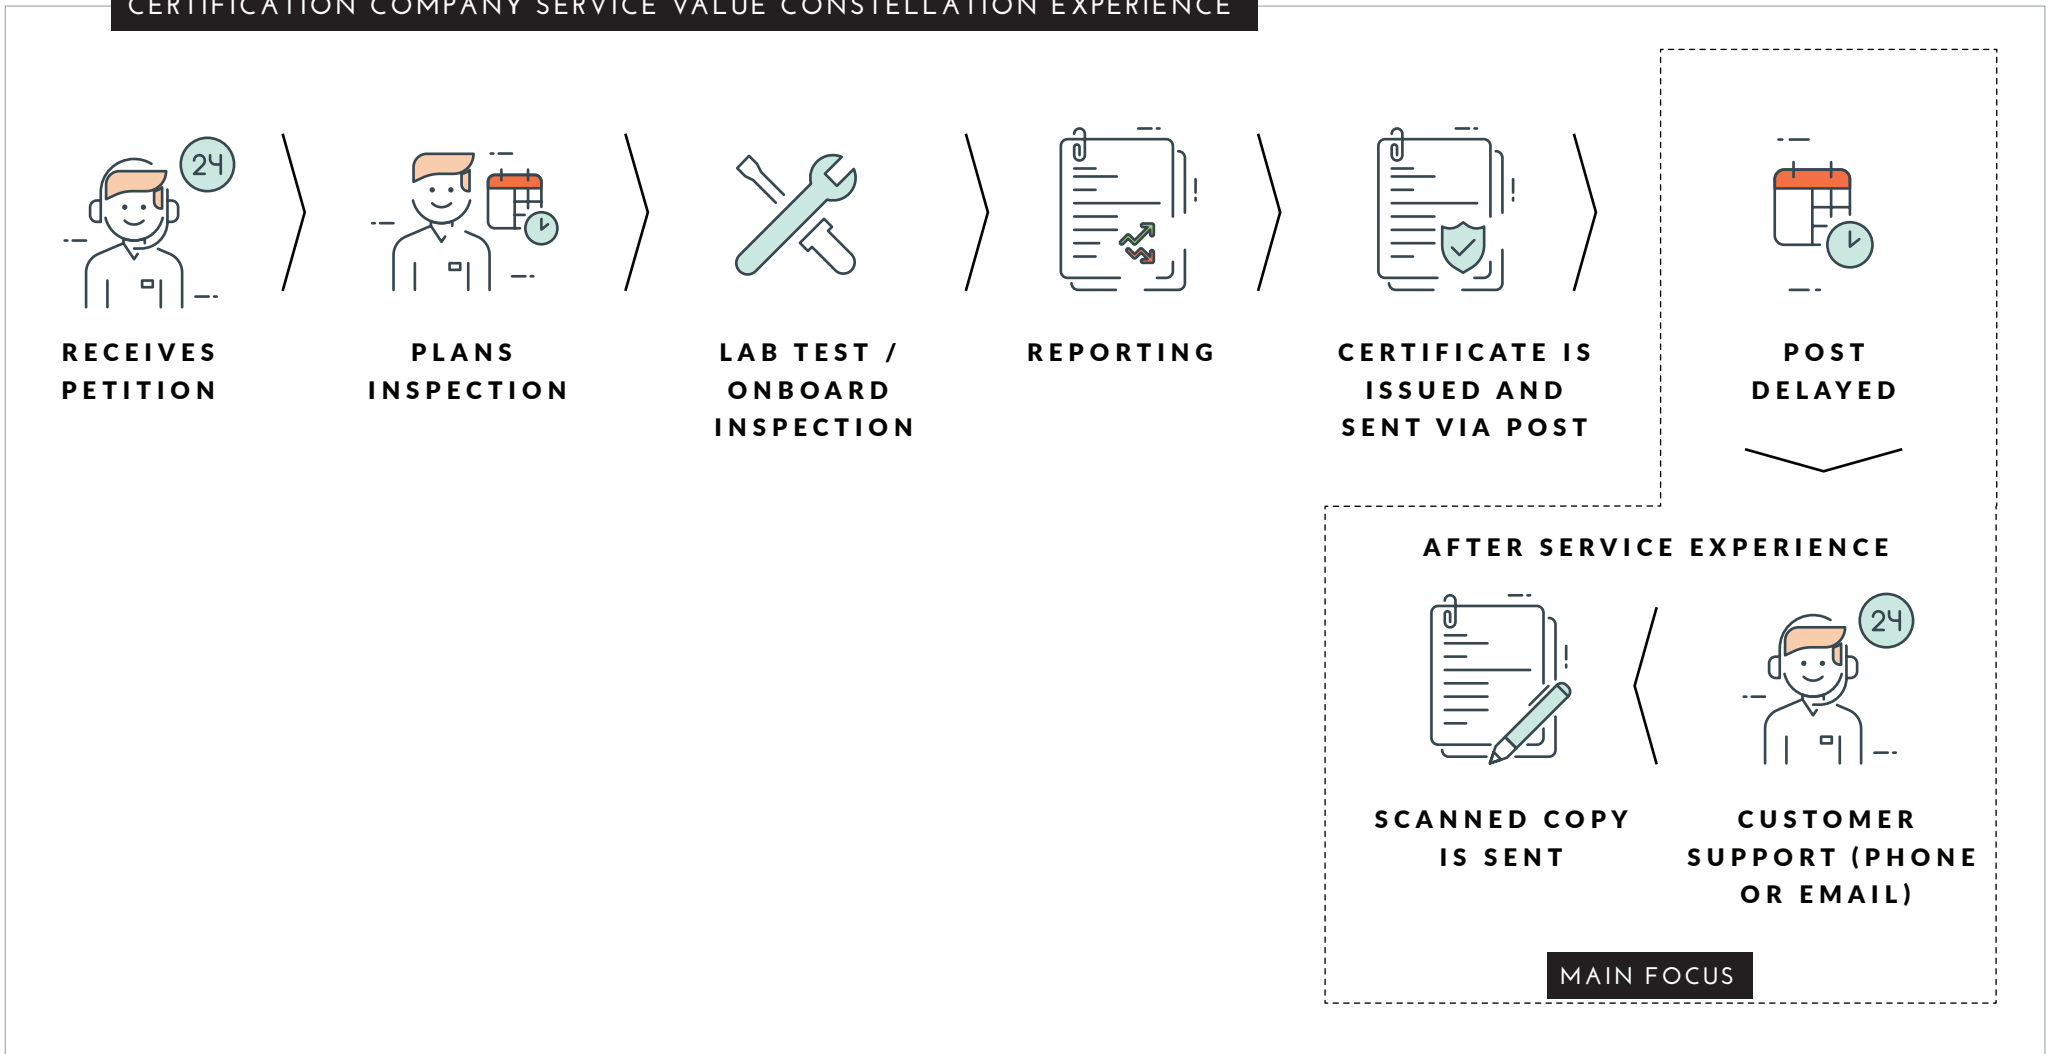 CERTIFICATION COMPANY SERVICE VALUE CONSTELLATION EXPERIENCE
24
RECEIVES
PETITION
PLANS
INSPECTION
LAB TEST /
ONBOARD
INSPECTION
REPORTING
CERTIFICATE IS
ISSUED AND
SENT VIA POST
POST
DELAYED
AFTER SERVICE EXPERIENCE
24
SCANNED COPY
IS SENT
CUSTOMER
SUPPORT (PHONE
OR EMAIL)
MAIN FOCUS